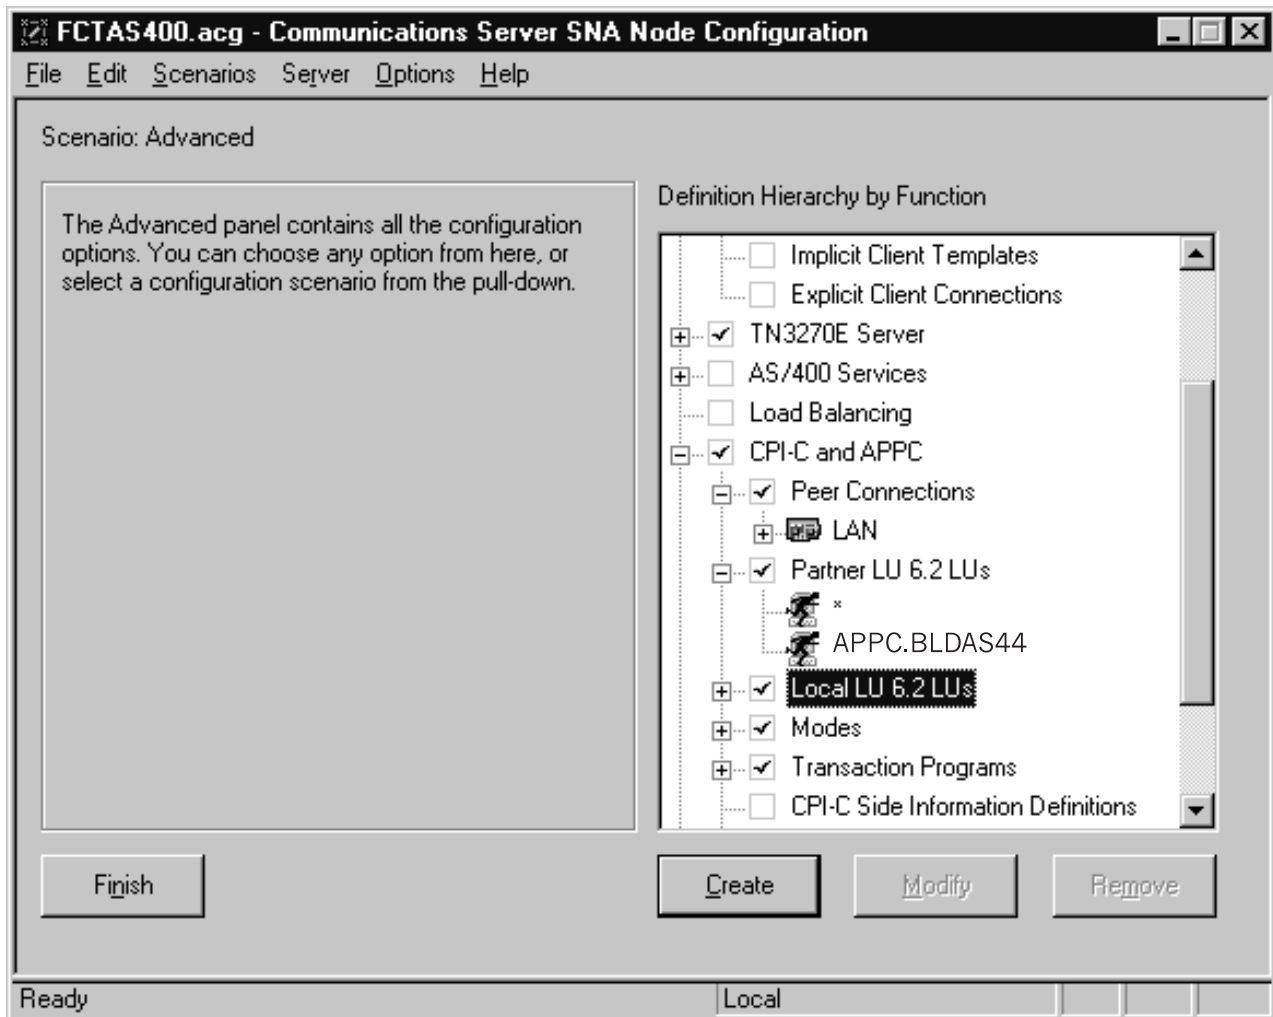 FCTAS400.acg - Communications Server SNA Node Configuration
File Edit Scenarios Server Options Help
Scenario: Advanced
The Advanced panel contains all the configuration
options. You can choose any option from here, or
select a configuration scenario from the pull-down.
Definition Hierarchy by Function
Implicit Client Templates
Explicit Client Connections
TN3270E Server
AS/400 Services
Load Balancing
CPI-C and APPC
Peer Connections
LAN
Partner LU 6.2 LUs
*
APPC.BLDAS44
Local LU 6.2 LUs
Modes
Transaction Programs
CPI-C Side Information Definitions
Finish
Create
Modify
Remove
Ready
Local